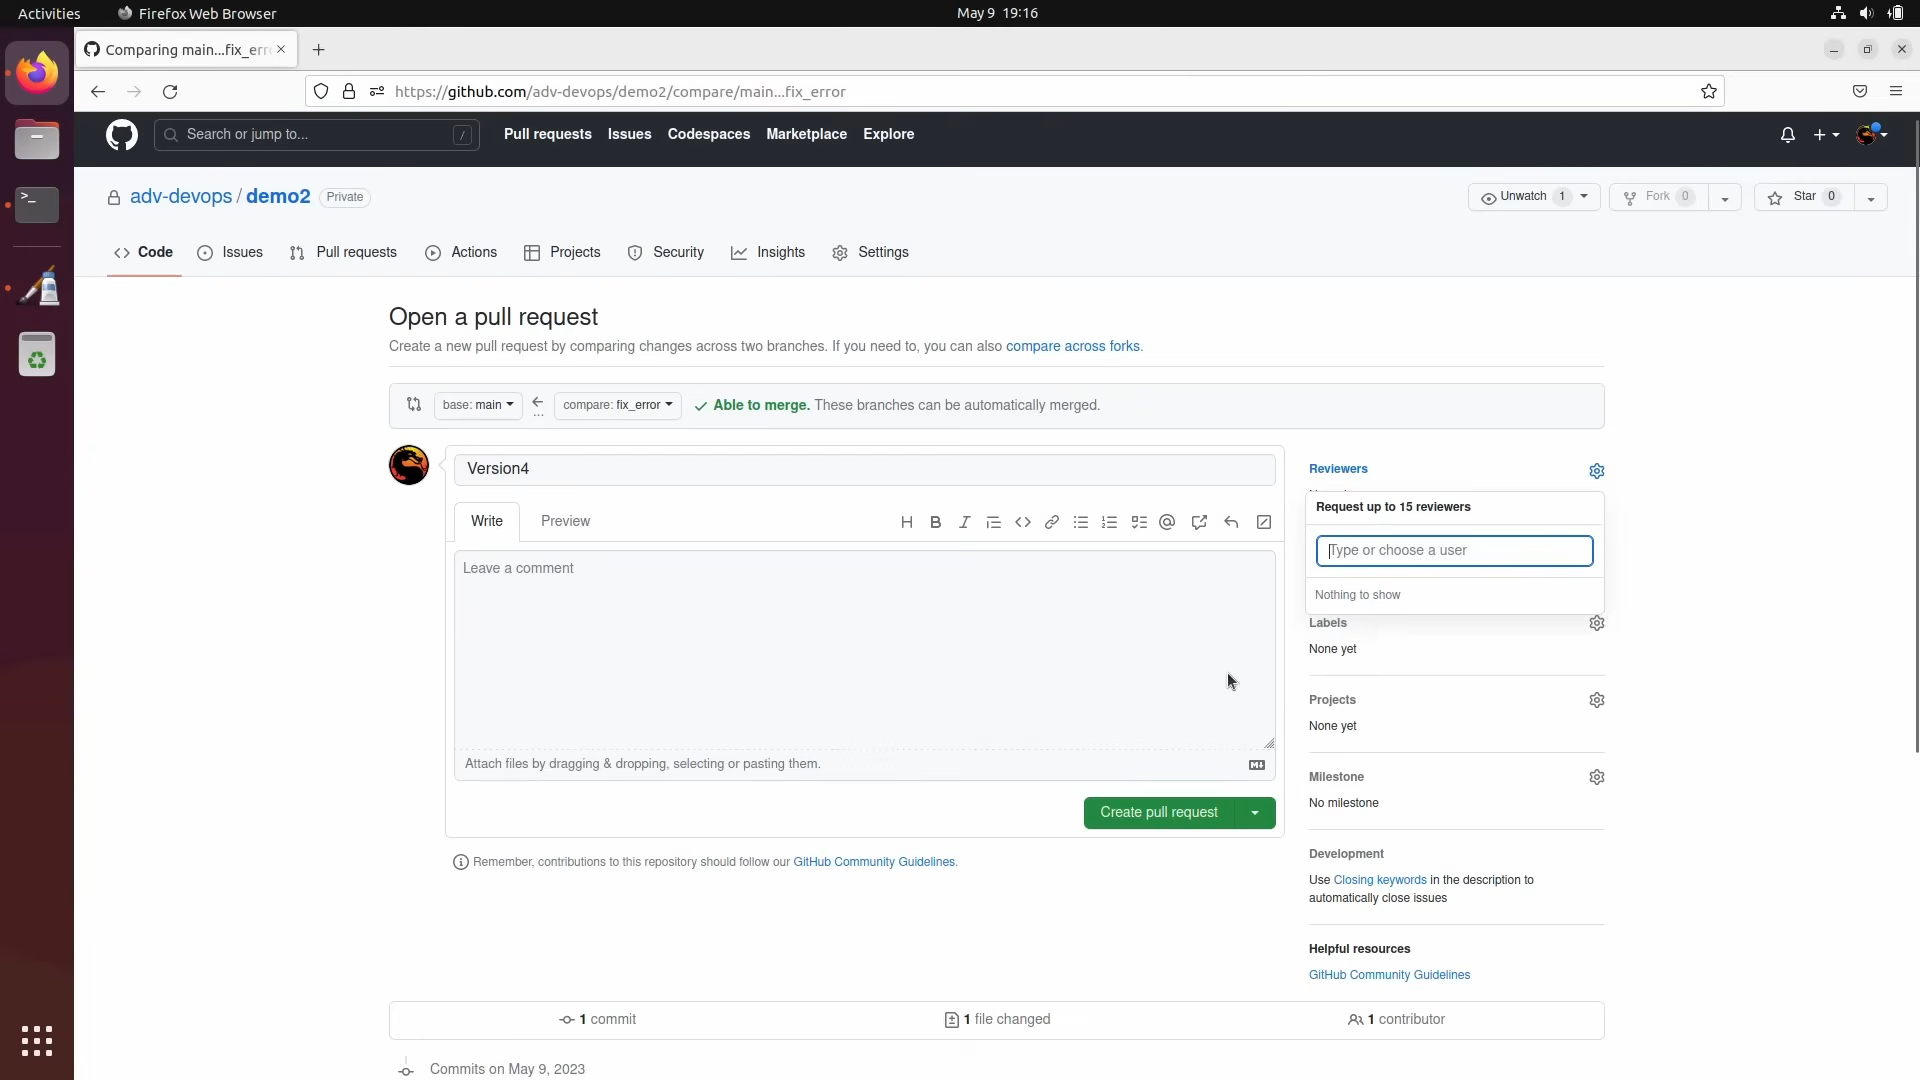 Activities
Firefox Web Browser
May 9 19:16
Comparing main...fix_err
https://github.com/adv-devops/demo2/compare/main...fix_error
Search or jump to...
/
Pull requests
Issues
Codespaces
Marketplace
Explore
adv-devops / demo2
Private
Unwatch 1
Fork 0
Star 0
Code
Issues
Pull requests
Actions
Projects
Security
Insights
Settings
Open a pull request
Create a new pull request by comparing changes across two branches. If you need to, you can also compare across forks.
base: main
...
compare: fix_error
Able to merge. These branches can be automatically merged.
Version4
Write
Preview
Leave a comment
Attach files by dragging & dropping, selecting or pasting them.
Create pull request
Remember, contributions to this repository should follow our GitHub Community Guidelines.
Reviewers
Request up to 15 reviewers
Type or choose a user
Nothing to show
Labels
None yet
Projects
None yet
Milestone
No milestone
Development
Use Closing keywords in the description to
automatically close issues
Helpful resources
GitHub Community Guidelines
1 commit
1 file changed
1 contributor
Commits on May 9, 2023